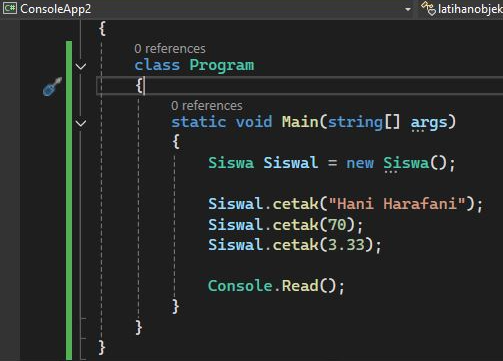 C# ConsoleApp2 latihanobjek
{
0 references
class Program
{
0 references
static void Main(string[] args)
{
Siswa Siswal = new Siswa();
Siswal.cetak("Hani Harafani");
Siswal.cetak(70);
Siswal.cetak(3.33);
Console.Read();
}
}
}